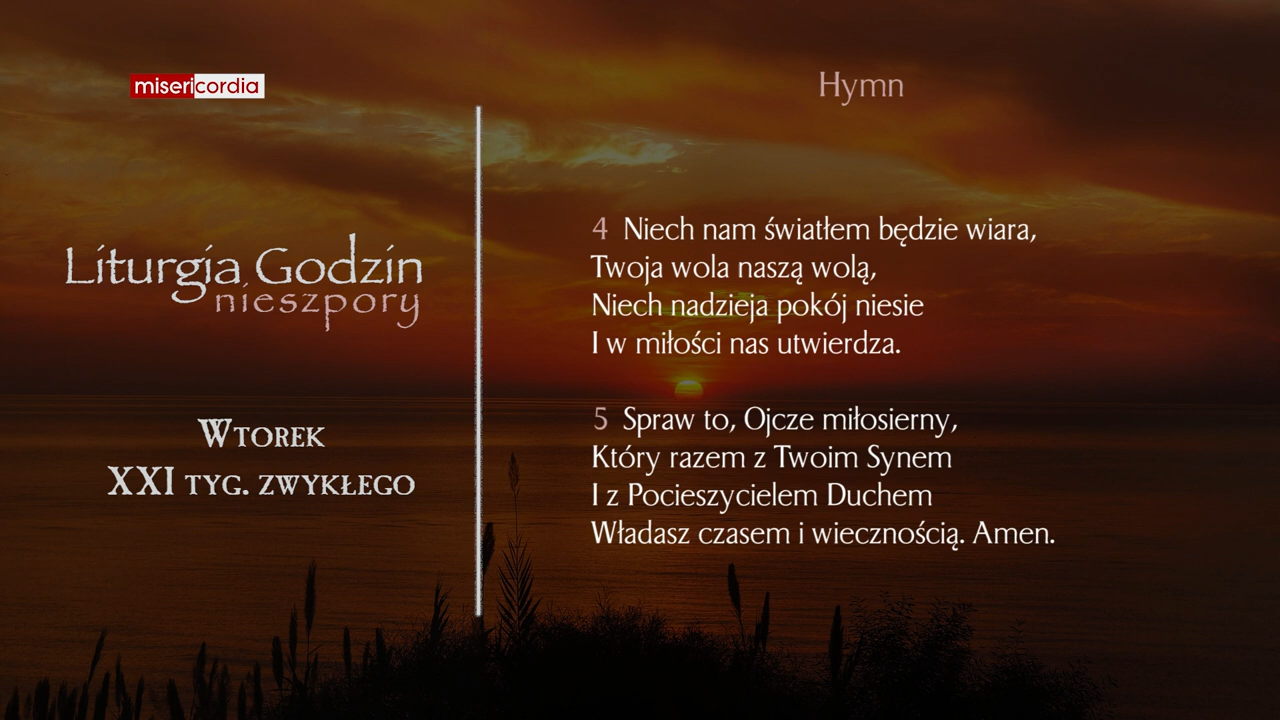 misericordia
Hymn
Liturgia Godzin
nieszpory
Wtorek
XXI tyg. zwykłego
4 Niech nam światłem będzie wiara,
Twoja wola naszą wolą,
Niech nadzieja pokój niesie
I w miłości nas utwierdza.
5 Spraw to, Ojcze miłosierny,
Który razem z Twoim Synem
I z Pocieszycielem Duchem
Władasz czasem i wiecznością. Amen.